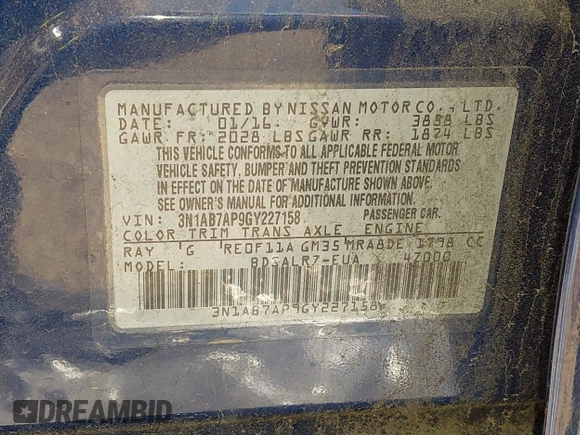 MANUFACTURED BY NISSAN MOTOR CO., LTD.
DATE: 01/16 GVWR: 3858 LBS
GAWR FR: 2028 LBS GAWR RR: 1874 LBS
THIS VEHICLE CONFORMS TO ALL APPLICABLE FEDERAL MOTOR
VEHICLE SAFETY, BUMPER AND THEFT PREVENTION STANDARDS
IN EFFECT ON THE DATE OF MANUFACTURE SHOWN ABOVE.
SEE OWNER'S MANUAL FOR ADDITIONAL INFORMATION.
VIN: 3N1AB7AP9GY227158 PASSENGER CAR.
COLOR TRIM TRANS AXLE ENGINE
RAY G RE0F11A GM35 MRA8DE 1798 CC
MODEL: BDSALR7-EUA 4Z000
3N1AB7AP9GY227158
DREAMBID